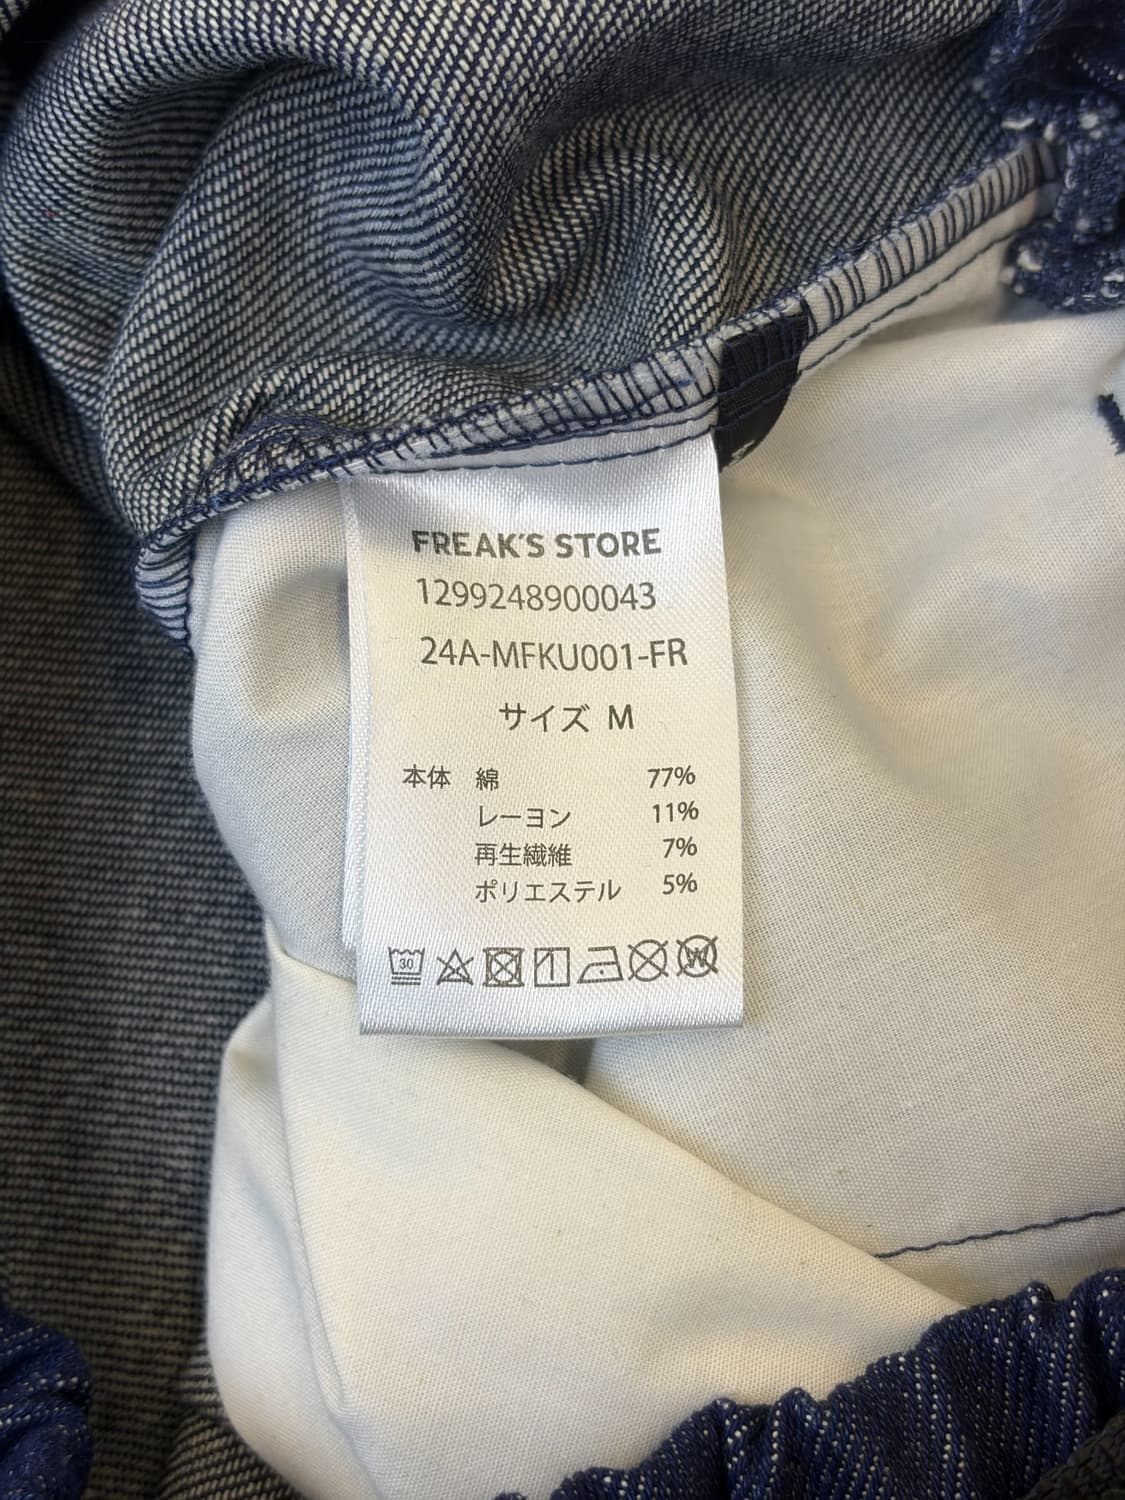 FREAK'S STORE
1299248900043
24A-MFKU001-FR
サイズ M
本体 綿 77%
レーヨン 11%
再生繊維 7%
ポリエステル 5%
30 W